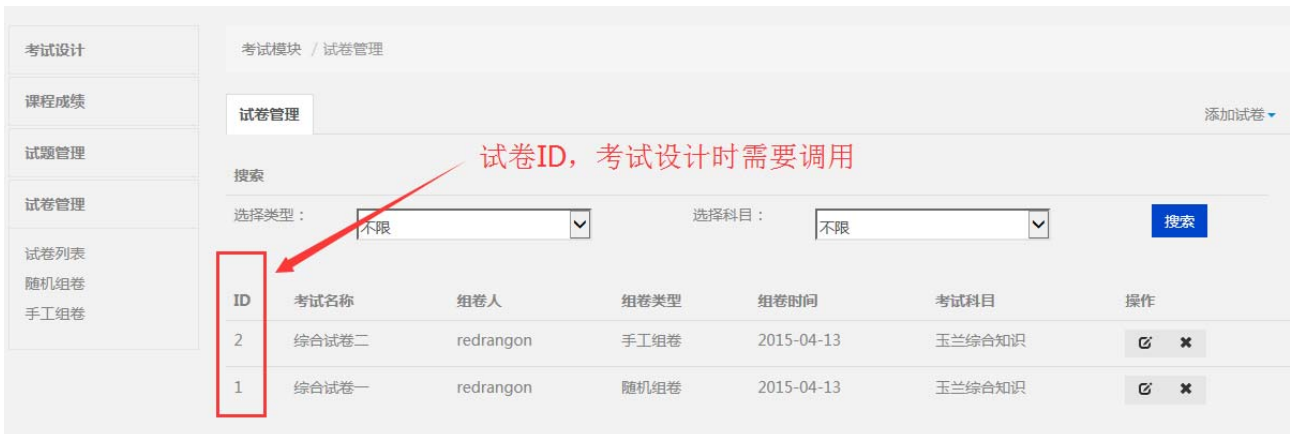 考试设计
课程成绩
试题管理
试卷管理
试卷列表
随机组卷
手工组卷
考试模块 / 试卷管理
试卷管理
添加试卷
试卷ID，考试设计时需要调用
搜索
选择类型： 不限 选择科目： 不限 搜索
ID 考试名称 组卷人 组卷类型 组卷时间 考试科目 操作
2 综合试卷二 redrangon 手工组卷 2015-04-13 玉兰综合知识
1 综合试卷一 redrangon 随机组卷 2015-04-13 玉兰综合知识